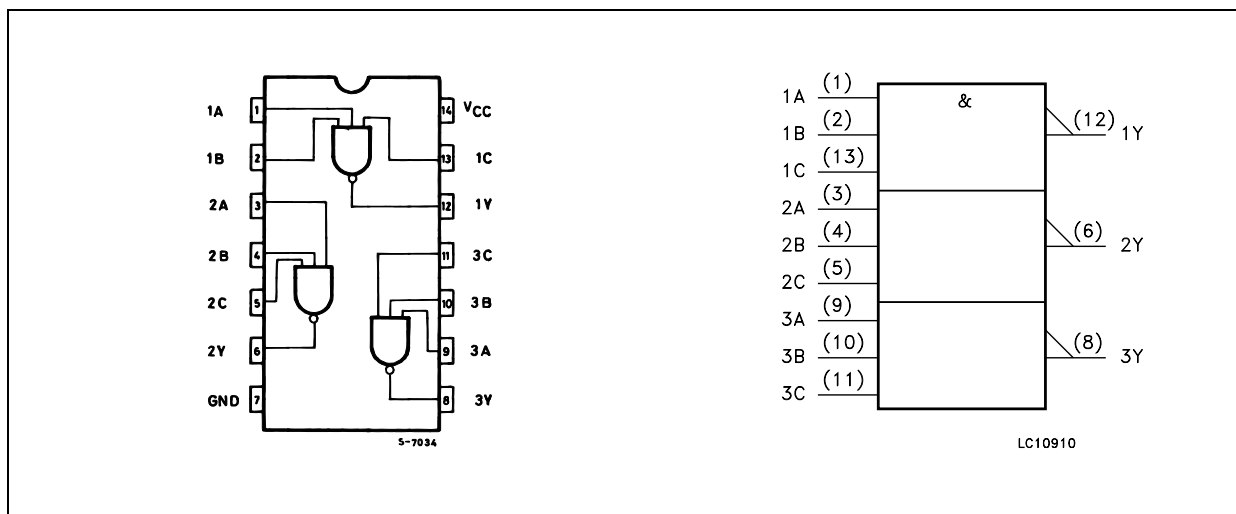 1A 1 14 VCC
1B 2 13 1C
2A 3 12 1Y
2B 4 11 3C
2C 5 10 3B
2Y 6 9 3A
GND 7 8 3Y
S-7034
&
1A (1)
1B (2)
1C (13)
2A (3)
2B (4)
2C (5)
3A (9)
3B (10)
3C (11)
(12) 1Y
(6) 2Y
(8) 3Y
LC10910